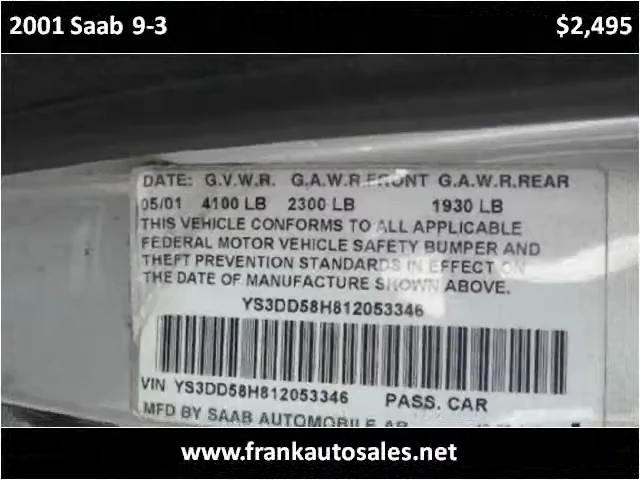 2001 Saab 9-3 $2,495
DATE: G.V.W.R. G.A.W.R.FRONT G.A.W.R.REAR
05/01 4100 LB 2300 LB 1930 LB
THIS VEHICLE CONFORMS TO ALL APPLICABLE
FEDERAL MOTOR VEHICLE SAFETY BUMPER AND
THEFT PREVENTION STANDARDS IN EFFECT ON
THE DATE OF MANUFACTURE SHOWN ABOVE.
YS3DD58H812053346
VIN YS3DD58H812053346 PASS. CAR
MFD BY SAAB AUTOMOBILE AB
www.frankautosales.net